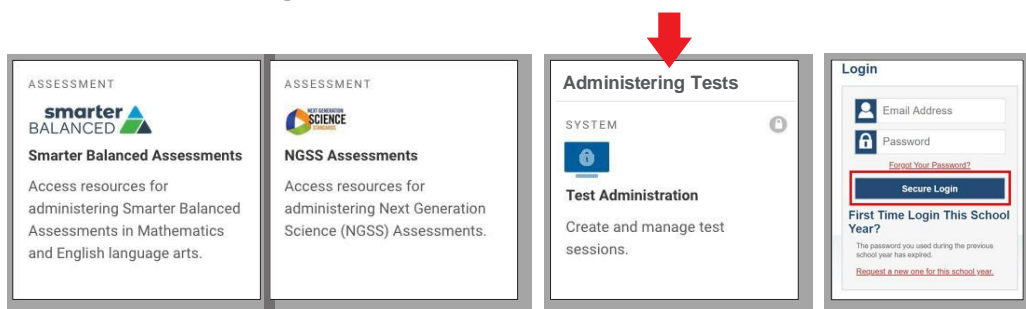 ASSESSMENT
smarter
BALANCED
Smarter Balanced Assessments
Access resources for
administering Smarter Balanced
Assessments in Mathematics
and English language arts.
ASSESSMENT
NEXT GENERATION
SCIENCE
STANDARDS
NGSS Assessments
Access resources for
administering Next Generation
Science (NGSS) Assessments.
Administering Tests
SYSTEM
Test Administration
Create and manage test
sessions.
Login
Email Address
Password
Forgot Your Password?
Secure Login
First Time Login This School
Year?
The password you used during the previous
school year has expired.
Request a new one for this school year.